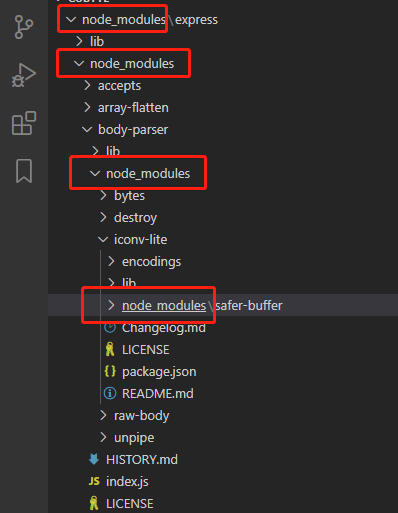 node_modules\express
lib
node_modules
accepts
array-flatten
body-parser
lib
node_modules
bytes
destroy
iconv-lite
encodings
lib
node_modules\safer-buffer
Changelog.md
LICENSE
package.json
README.md
raw-body
unpipe
HISTORY.md
JS index.js
LICENSE